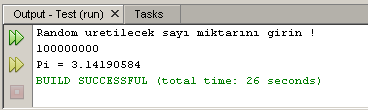 Output - Test (run)
Tasks
Random uretilecek sayı miktarını girin !
100000000
Pi = 3.14190584
BUILD SUCCESSFUL (total time: 26 seconds)